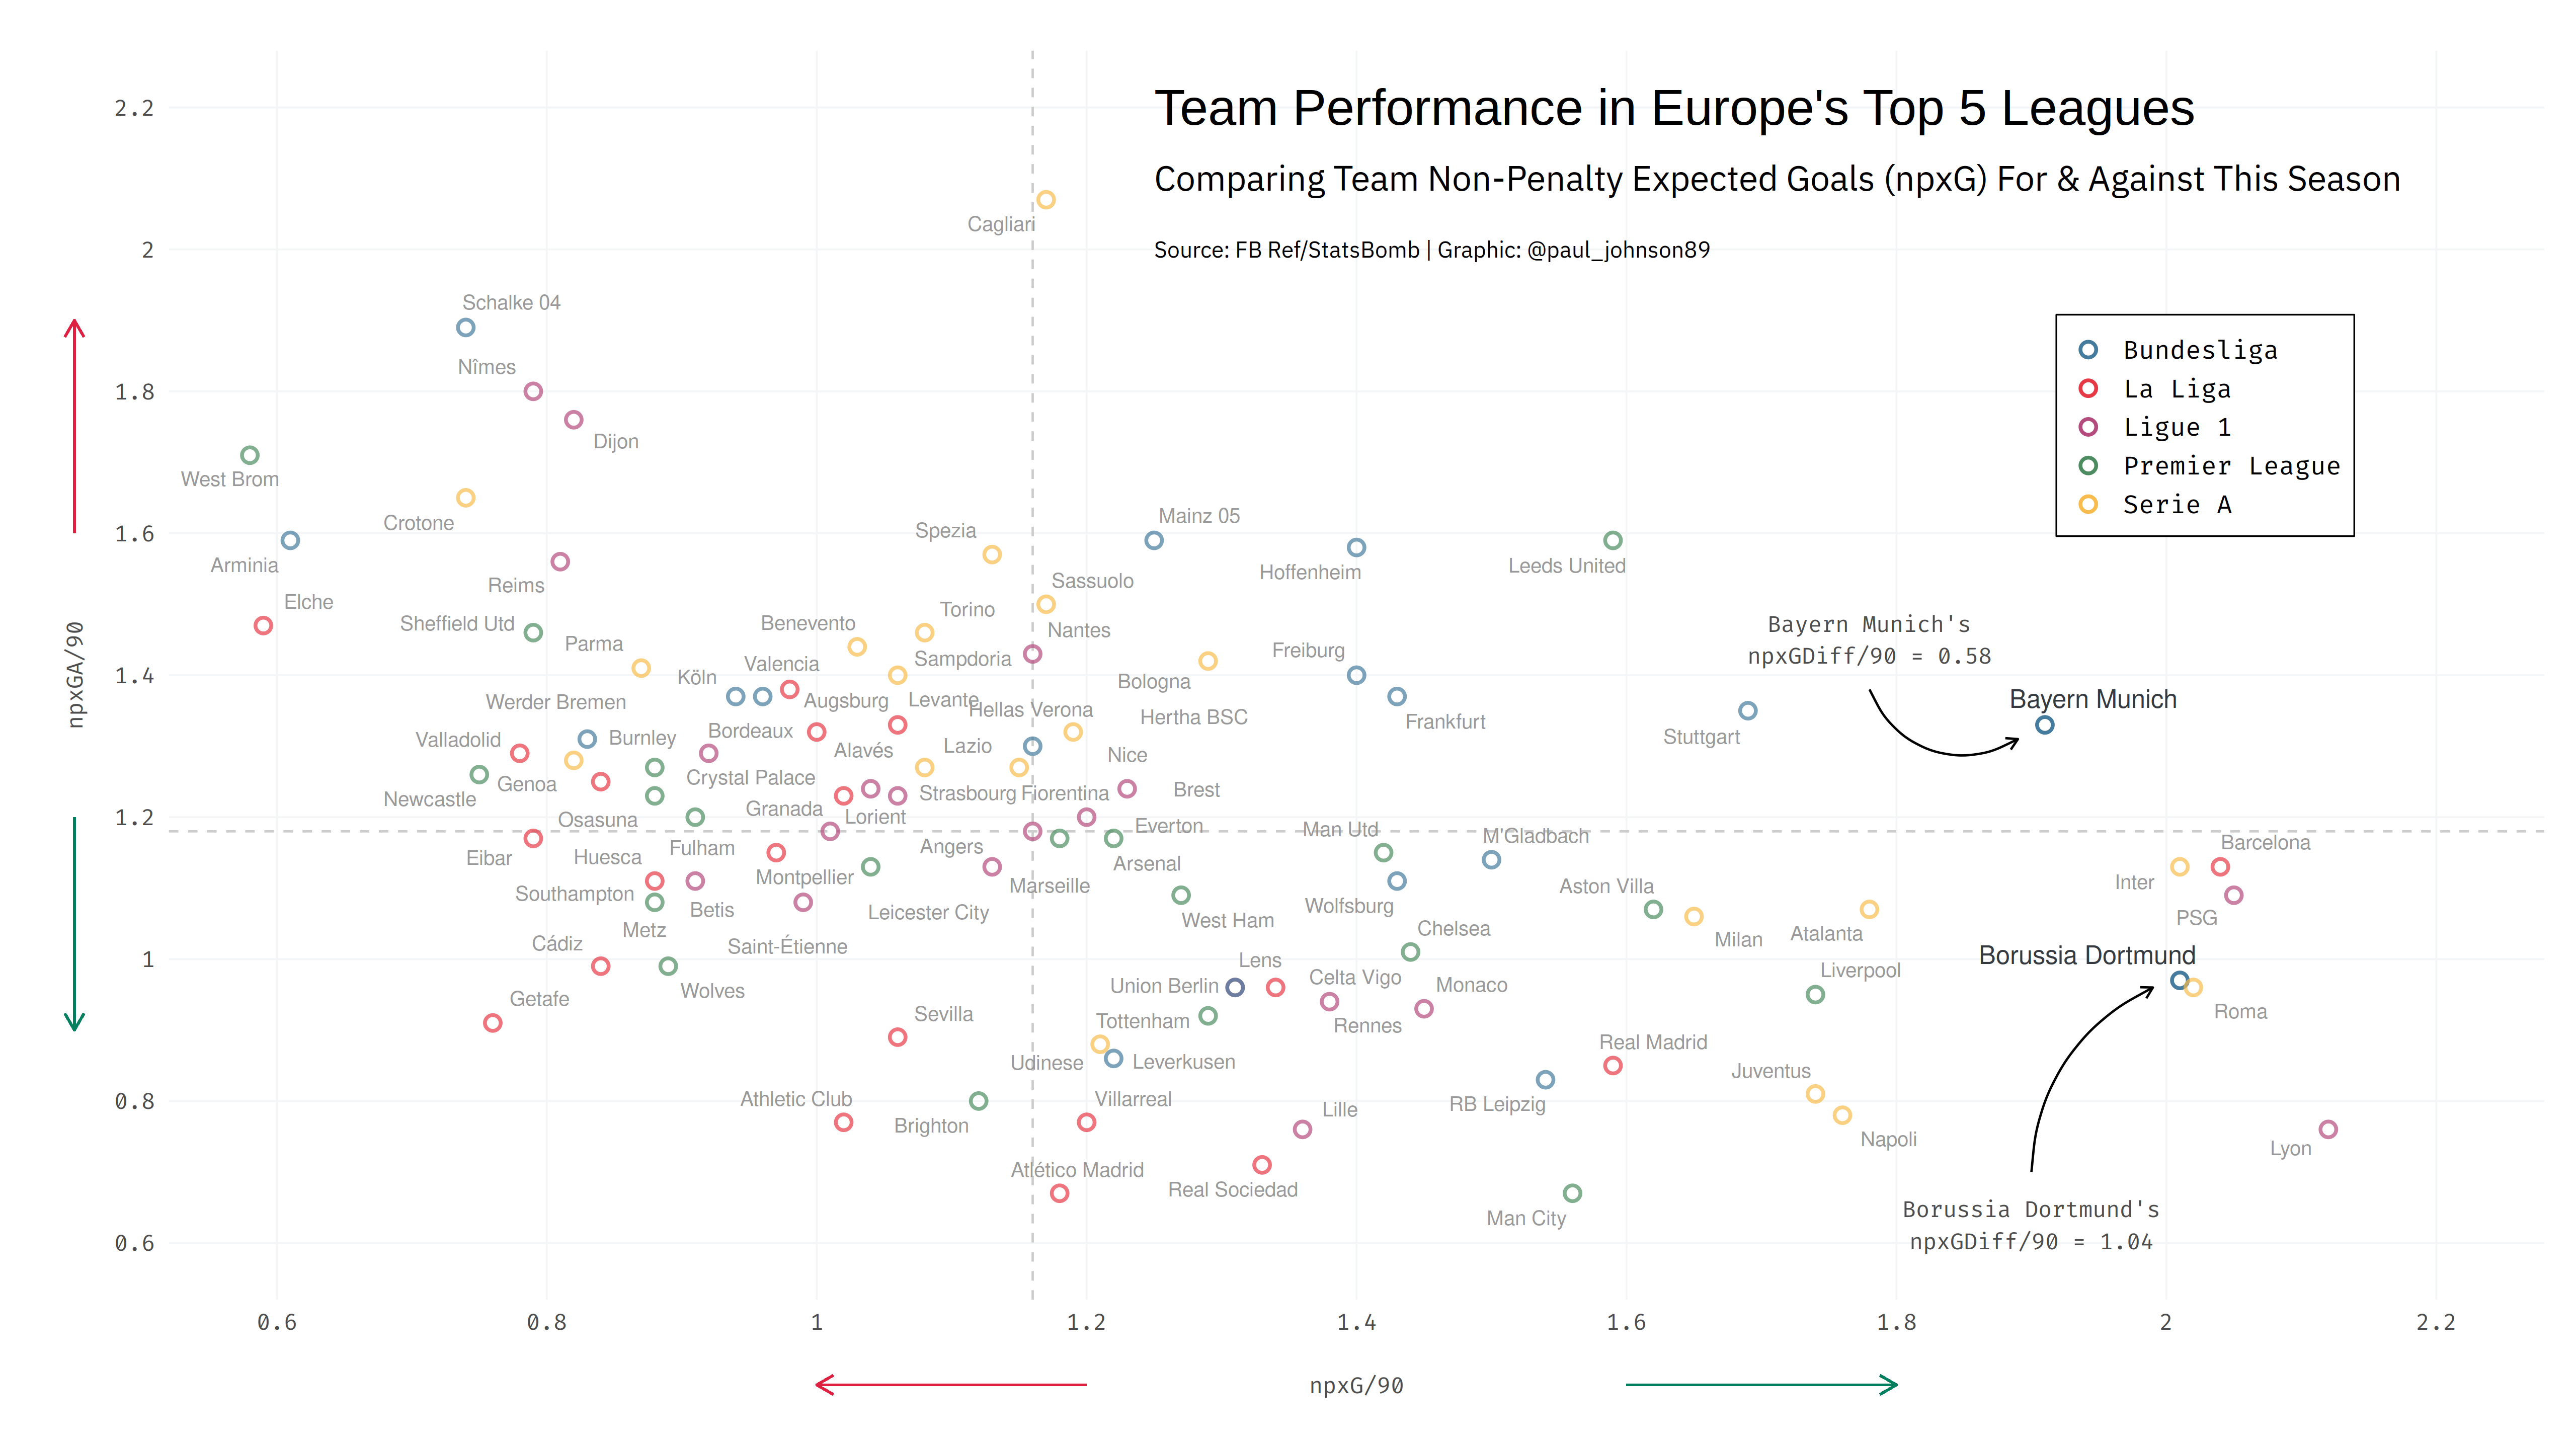 Team Performance in Europe's Top 5 Leagues
Comparing Team Non-Penalty Expected Goals (npxG) For & Against This Season
Source: FB Ref/StatsBomb | Graphic: @paul_johnson89
2.2
2
1.8
1.6
1.4
1.2
1
0.8
0.6
npxGA/90
Bundesliga
La Liga
Ligue 1
Premier League
Serie A
Cagliari
Schalke 04
Nîmes
Dijon
West Brom
Crotone
Arminia
Reims
Elche
Sheffield Utd
Parma
Spezia
Mainz 05
Hoffenheim
Leeds United
Sassuolo
Torino
Benevento
Nantes
Sampdoria
Valencia
Köln
Freiburg
Bologna
Bayern Munich's
npxGDiff/90 = 0.58
Bayern Munich
Werder Bremen
Augsburg
Levante
Hellas Verona
Hertha BSC
Frankfurt
Stuttgart
Valladolid
Burnley
Bordeaux
Alavés
Lazio
Nice
Newcastle
Genoa
Crystal Palace
Strasbourg
Fiorentina
Brest
Osasuna
Granada
Lorient
Everton
Man Utd
M'Gladbach
Barcelona
Eibar
Huesca
Fulham
Angers
Arsenal
Southampton
Montpellier
Marseille
Aston Villa
Inter
Betis
Leicester City
West Ham
Wolfsburg
PSG
Metz
Chelsea
Milan
Atalanta
Cádiz
Saint-Étienne
Lens
Borussia Dortmund
Getafe
Wolves
Union Berlin
Celta Vigo
Monaco
Liverpool
Sevilla
Tottenham
Rennes
Roma
Udinese
Leverkusen
Real Madrid
Juventus
Athletic Club
Brighton
Villarreal
Lille
RB Leipzig
Napoli
Lyon
Atlético Madrid
Real Sociedad
Man City
Borussia Dortmund's
npxGDiff/90 = 1.04
0.6
0.8
1
1.2
1.4
1.6
1.8
2
2.2
npxG/90